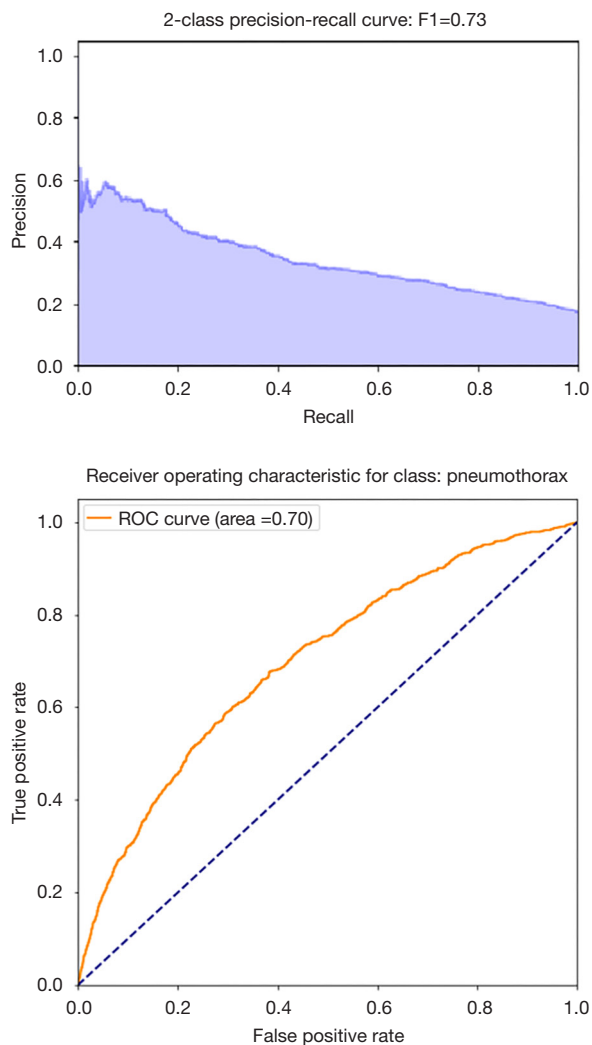 2-class precision-recall curve: F1=0.73
1.0
0.8
0.6
0.4
0.2
0.0
Precision
0.0 0.2 0.4 0.6 0.8 1.0
Recall
Receiver operating characteristic for class: pneumothorax
ROC curve (area =0.70)
1.0
0.8
0.6
0.4
0.2
0.0
True positive rate
0.0 0.2 0.4 0.6 0.8 1.0
False positive rate